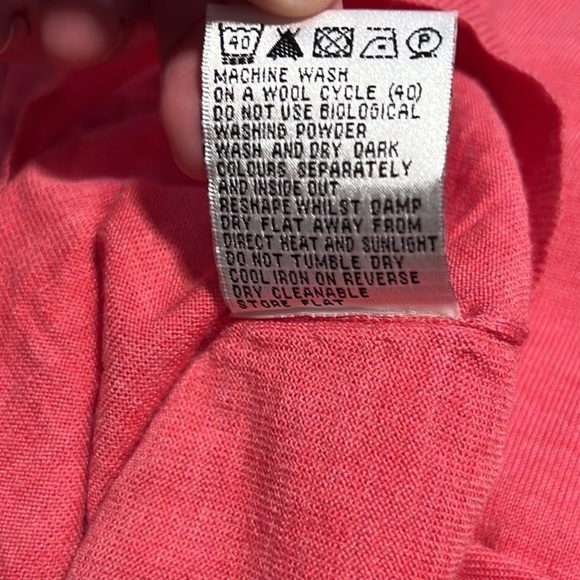 40 P
MACHINE WASH
ON A WOOL CYCLE (40)
DO NOT USE BIOLOGICAL
WASHING POWDER
WASH AND DRY DARK
COLOURS SEPARATELY
AND INSIDE OUT
RESHAPE WHILST DAMP
DRY FLAT AWAY FROM
DIRECT HEAT AND SUNLIGHT
DO NOT TUMBLE DRY
COOL IRON ON REVERSE
DRY CLEANABLE
STORE FLAT